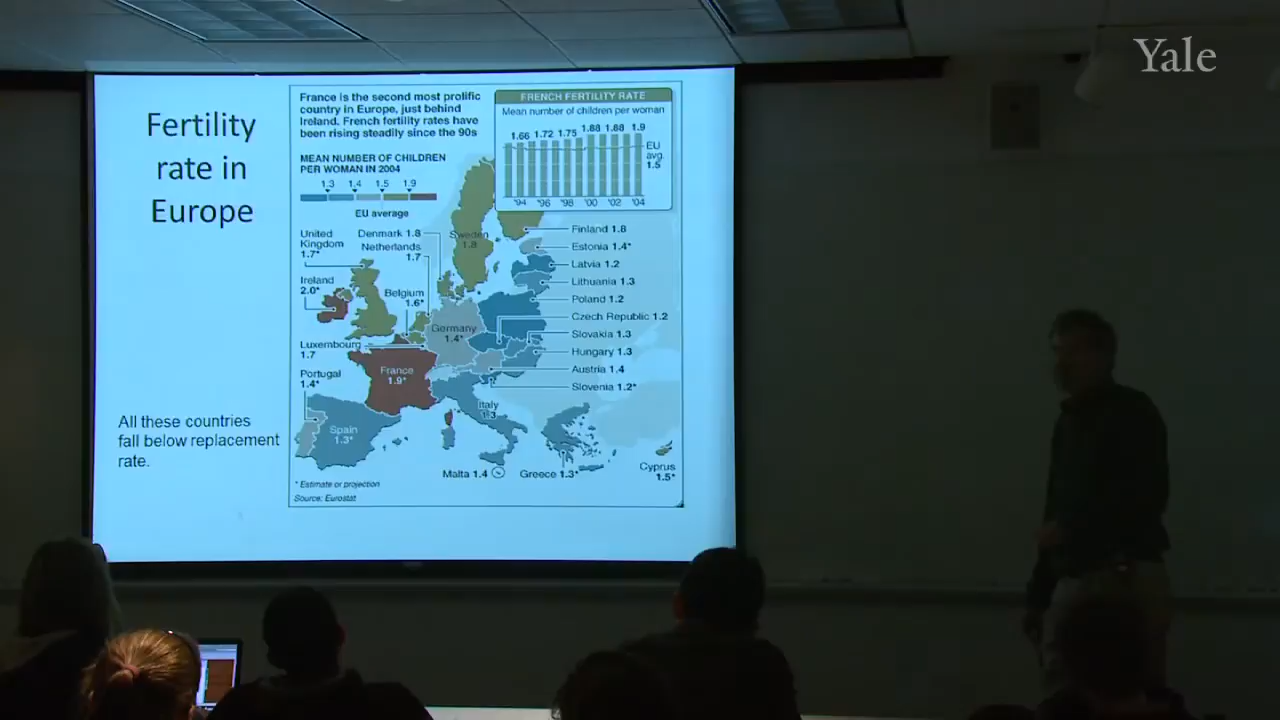 Yale
Fertility
rate in
Europe
All these countries
fall below replacement
rate.
France is the second most prolific
country in Europe, just behind
Ireland. French fertility rates have
been rising steadily since the 90s
MEAN NUMBER OF CHILDREN
PER WOMAN IN 2004
1.3 1.4 1.5 1.9
EU average
FRENCH FERTILITY RATE
Mean number of children per woman
1.66 1.72 1.75 1.88 1.88 1.9
EU
avg.
1.5
'94 '96 '98 '00 '02 '04
United
Kingdom
1.7*
Denmark 1.8
Netherlands
1.7
Sweden
1.8
Ireland
2.0*
Belgium
1.6*
Germany
1.4*
Luxembourg
1.7
France
1.9*
Portugal
1.4*
Spain
1.3*
Italy
1.3
Finland 1.8
Estonia 1.4*
Latvia 1.2
Lithuania 1.3
Poland 1.2
Czech Republic 1.2
Slovakia 1.3
Hungary 1.3
Austria 1.4
Slovenia 1.2*
Malta 1.4
Greece 1.3*
Cyprus
1.5*
* Estimate or projection
Source: Eurostat